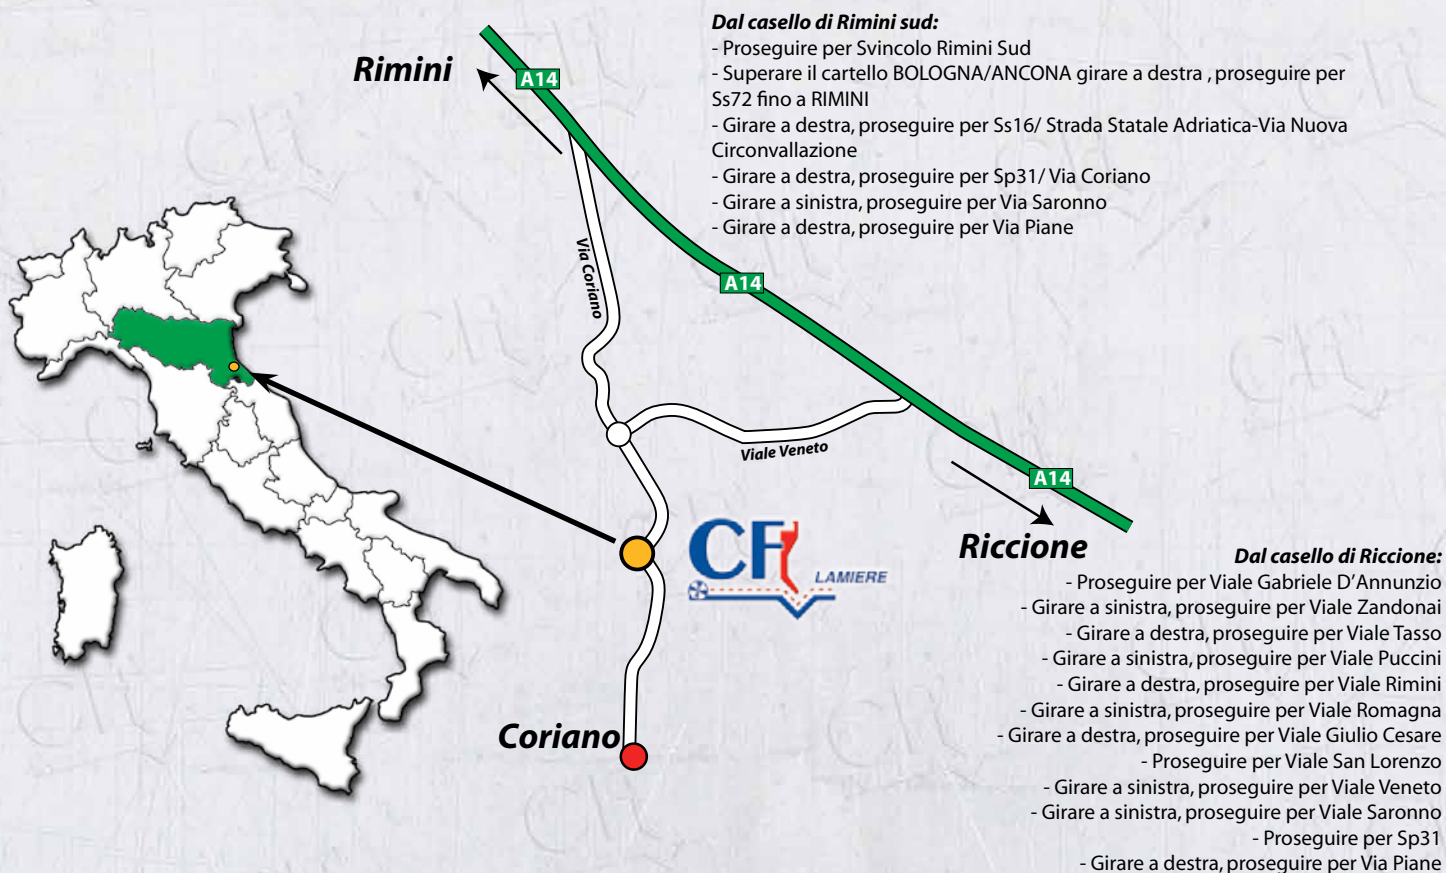 Dal casello di Rimini sud:
- Proseguire per Svincolo Rimini Sud
- Superare il cartello BOLOGNA/ANCONA girare a destra , proseguire per
Ss72 fino a RIMINI
- Girare a destra, proseguire per Ss16/ Strada Statale Adriatica-Via Nuova
Circonvallazione
- Girare a destra, proseguire per Sp31/ Via Coriano
- Girare a sinistra, proseguire per Via Saronno
- Girare a destra, proseguire per Via Piane
Rimini
A14
Via Coriano
A14
Viale Veneto
A14
Riccione
CF
LAMIERE
Coriano
Dal casello di Riccione:
- Proseguire per Viale Gabriele D'Annunzio
- Girare a sinistra, proseguire per Viale Zandonai
- Girare a destra, proseguire per Viale Tasso
- Girare a sinistra, proseguire per Viale Puccini
- Girare a destra, proseguire per Viale Rimini
- Girare a sinistra, proseguire per Viale Romagna
- Girare a destra, proseguire per Viale Giulio Cesare
- Proseguire per Viale San Lorenzo
- Girare a sinistra, proseguire per Viale Veneto
- Girare a sinistra, proseguire per Viale Saronno
- Proseguire per Sp31
- Girare a destra, proseguire per Via Piane